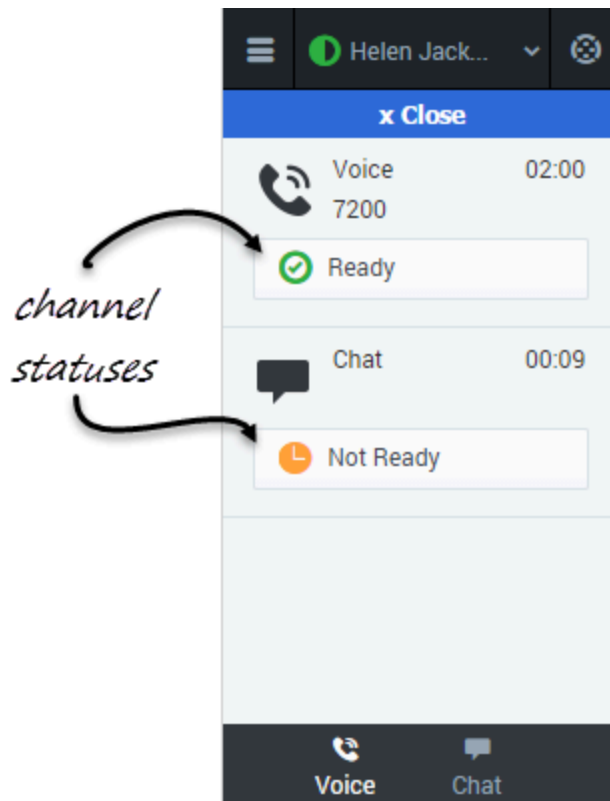 Helen Jack...
x Close
Voice 02:00
7200
Ready
channel
statuses
Chat 00:09
Not Ready
Voice Chat